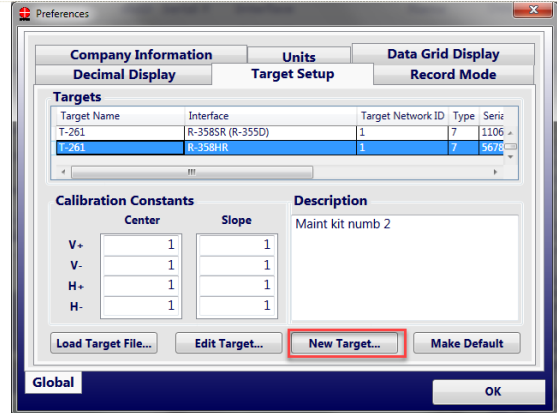 Preferences
Company Information Units Data Grid Display
Decimal Display Target Setup Record Mode
Targets
Target Name Interface Target Network ID Type Seria
T-261 R-358SR (R-355D) 1 7 1106
T-261 R-358HR 1 7 5678
Calibration Constants Description
Center Slope Maint kit numb 2
V+ 1 1
V- 1 1
H+ 1 1
H- 1 1
Load Target File... Edit Target... New Target... Make Default
Global OK